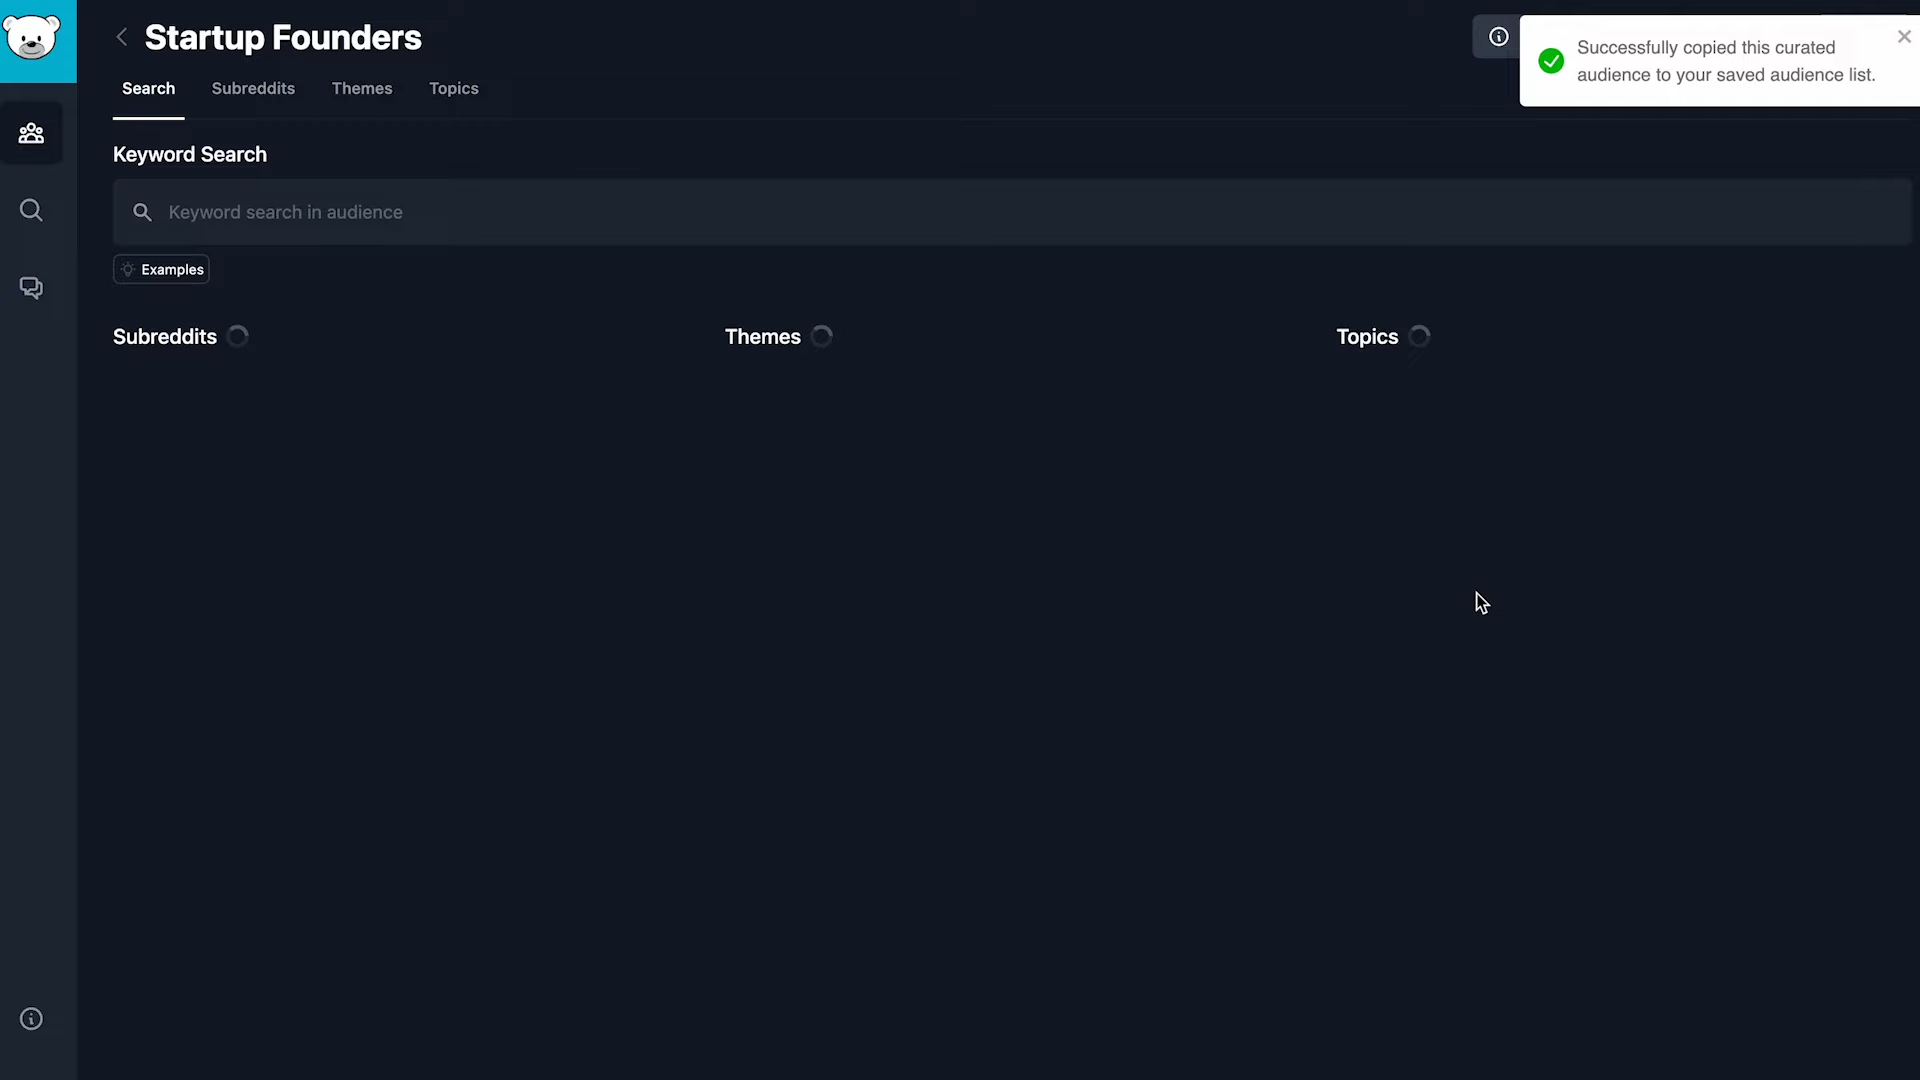 Startup Founders
Successfully copied this curated
audience to your saved audience list.
Search
Subreddits
Themes
Topics
Keyword Search
Keyword search in audience
Examples
Subreddits
Themes
Topics